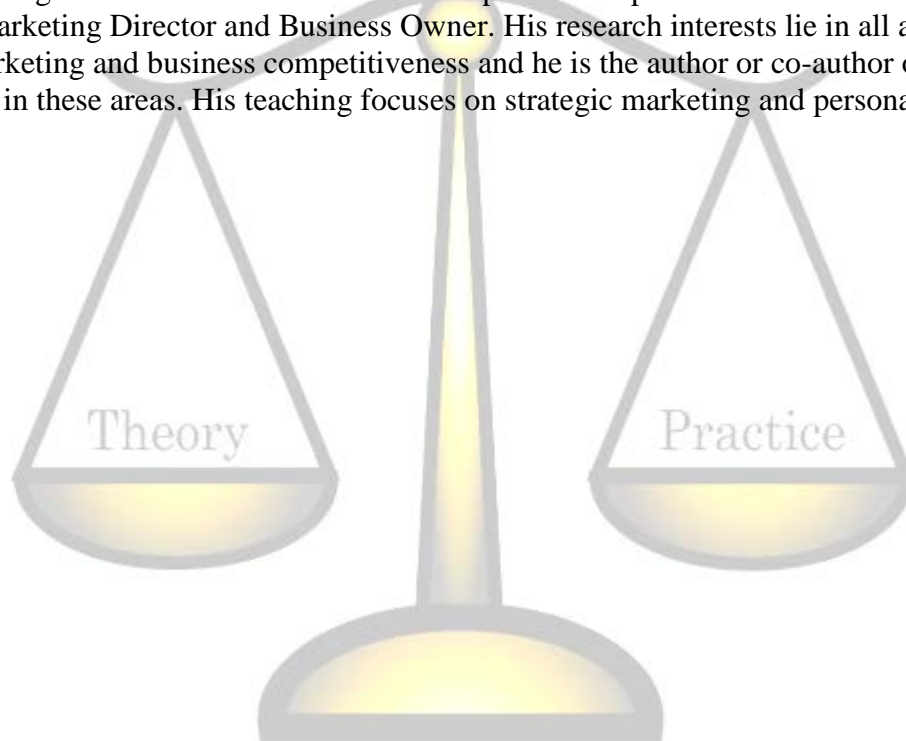 arketing Director and Business Owner. His research interests lie in all a
rketing and business competitiveness and he is the author or co-author o
in these areas. His teaching focuses on strategic marketing and persona
Theory
Practice